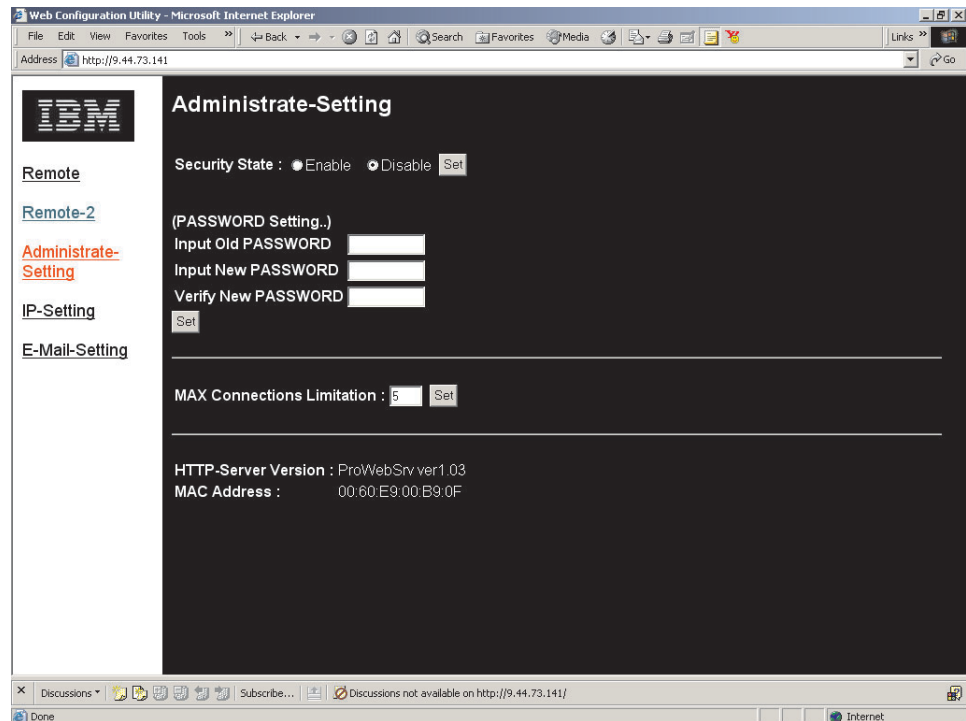 Web Configuration Utility - Microsoft Internet Explorer
File Edit View Favorites Tools » Back Search Favorites Media Links »
Address http://9.44.73.141 Go
IBM
Remote
Remote-2
Administrate-
Setting
IP-Setting
E-Mail-Setting
Administrate-Setting
Security State : Enable Disable Set
(PASSWORD Setting..)
Input Old PASSWORD
Input New PASSWORD
Verify New PASSWORD
Set
MAX Connections Limitation : 5 Set
HTTP-Server Version : ProWebSrv ver1.03
MAC Address : 00:60:E9:00:B9:0F
Discussions Subscribe... Discussions not available on http://9.44.73.141/
Done Internet